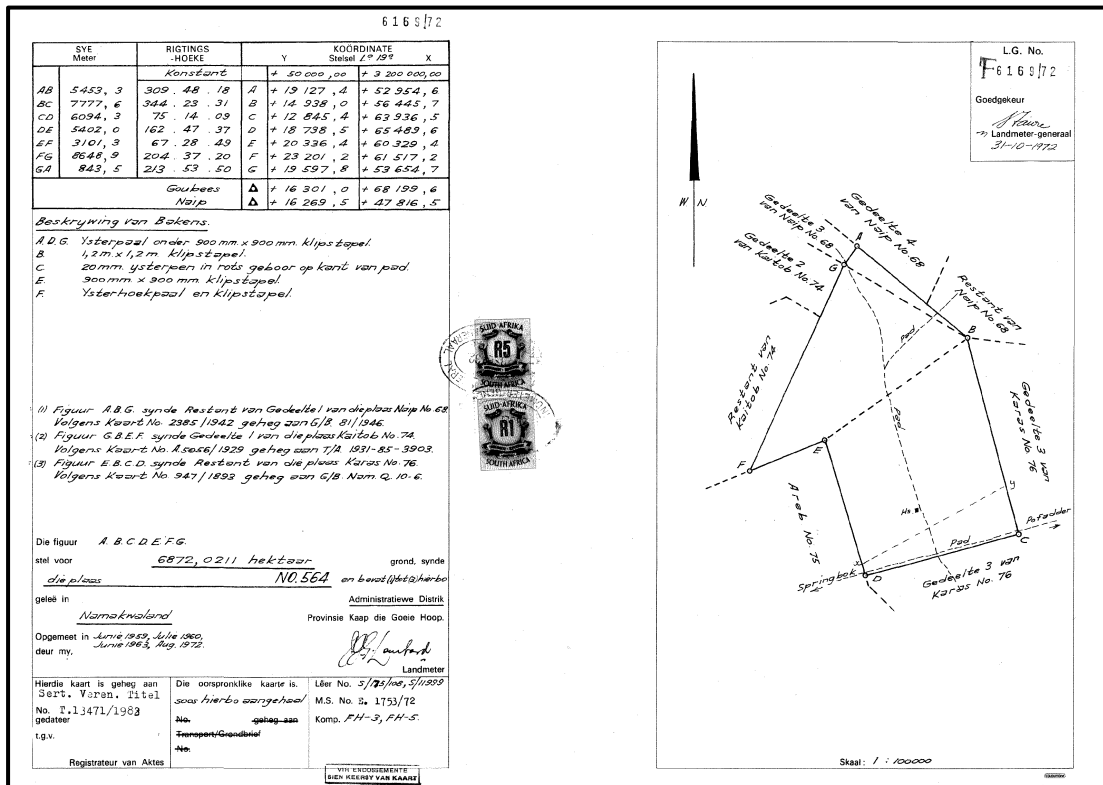 6169/72
SYE Meter RIGTINGS -HOEKE KOÖRDINATE
Y Stelsel Lo 19° X
Konstant + 50 000,00 + 3 200 000,00
AB 5453,3 309.48.18 A + 19 127,4 + 52 954,6
BC 7777,6 344.23.31 B + 14 938,0 + 56 445,7
CD 6094,3 75.14.09 C + 12 845,4 + 63 936,5
DE 5402,0 162.47.37 D + 18 738,5 + 65 489,6
EF 3101,3 67.28.49 E + 20 336,4 + 60 329,4
FG 8648,9 204.37.20 F + 23 201,2 + 61 517,2
GA 843,5 213.53.50 G + 19 597,8 + 53 654,7
Goubees Δ + 16 301,0 + 68 199,6
Naip Δ + 16 269,5 + 47 816,5
Beskrywing van Bakens.
A.D.G. Ysterpaal onder 900mm. x 900mm. klipstapel.
B. 1,2m. x 1,2m. klipstapel.
C. 20mm. ysterpen in rots geboor op kant van pad.
E. 900mm. x 900mm. klipstapel.
F. Ysterhoekpaal en klipstapel.
SUID-AFRIKA
R5
SOUTH AFRICA
SUID-AFRIKA
R1
SOUTH AFRICA
(1) Figuur A.B.G. synde Restant van Gedeelte 1 van die plaas Naip No. 68
Volgens Kaart No. 2385/1942 geheg aan G/B. 81/1946.
(2) Figuur G.B.E.F. synde Gedeelte 1 van die plaas Kaitob No. 74.
Volgens Kaart No. A.5056/1929 geheg aan T/A. 1931-85-3903.
(3) Figuur E.B.C.D. synde Restant van die plaas Karas No. 76.
Volgens Kaart No. 947/1893 geheg aan G/B. Nam. Q. 10-6.
Die figuur A.B.C.D.E.F.G.
stel voor 6872,0211 hektaar grond, synde
die plaas NO. 564 en bevat (1) tot (3) hierbo
geleë in Administratiewe Distrik
Namakwaland Provinsie Kaap die Goeie Hoop.
Opgemeet in Junie 1959, Julie 1960,
deur my, Junie 1963, Aug. 1972.
Landmeter
Hierdie kaart is geheg aan
Sert. Veren. Titel
No. T.13471/1983
gedateer
t.g.v.
Registrateur van Aktes
Die oorspronklike kaarte is.
soos hierbo aangehaal
No. geheg aan
Transport/Grondbrief
No.
Lêer No. S/175/108, S/11999
M.S. No. E. 1753/72
Komp. FH-3, FH-5.
VIR ENDOSSEMENTE
SIEN KEERSY VAN KAART
L.G. No.
F6169/72
Goedgekeur
Landmeter-generaal
31-10-1972
W N
Gedeelte 4 van Naip No. 68
Gedeelte 3 van Naip No. 68
Gedeelte 2 van Kaitob No. 74
Restant van Naip No. 68
Restant van Kaitob No. 74
Gedeelte 3 van Karas No. 76
Areb No. 75
Gedeelte 3 van Karas No. 76
A
G
B
F
E
C
D
Pad
Pad
Pad
Hs.
x
y
Pofadder
Springbok
Skaal: 1 : 100000